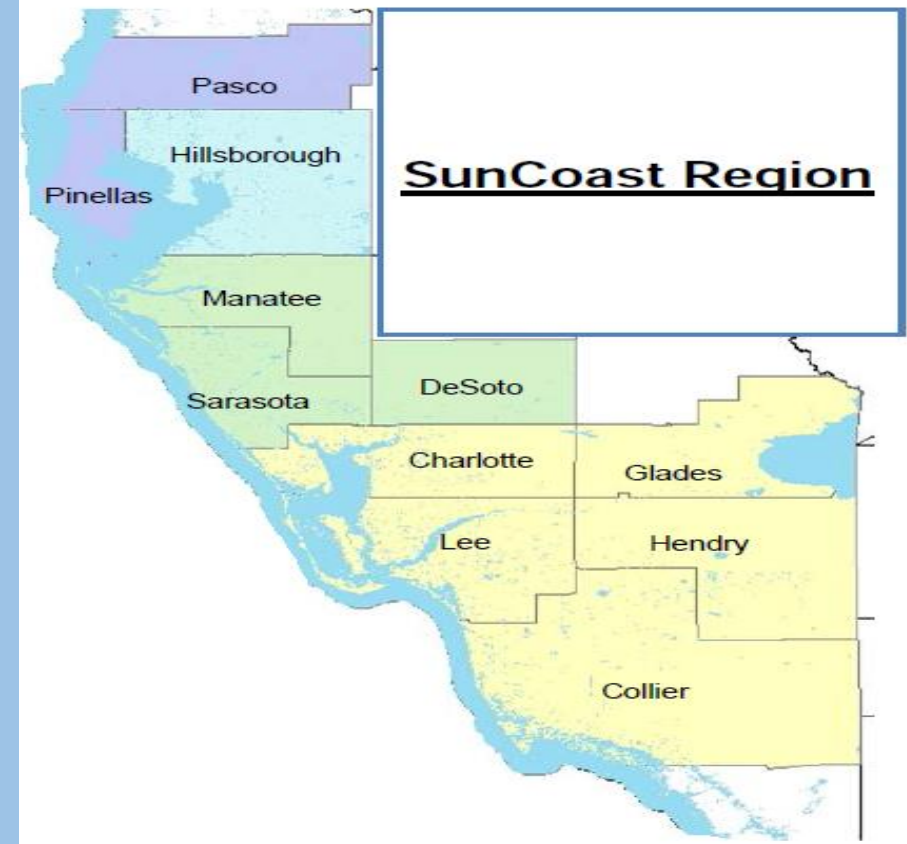 Pasco
SunCoast Region
Hillsborough
Pinellas
Manatee
DeSoto
Sarasota
Charlotte
Glades
Lee
Hendry
Collier